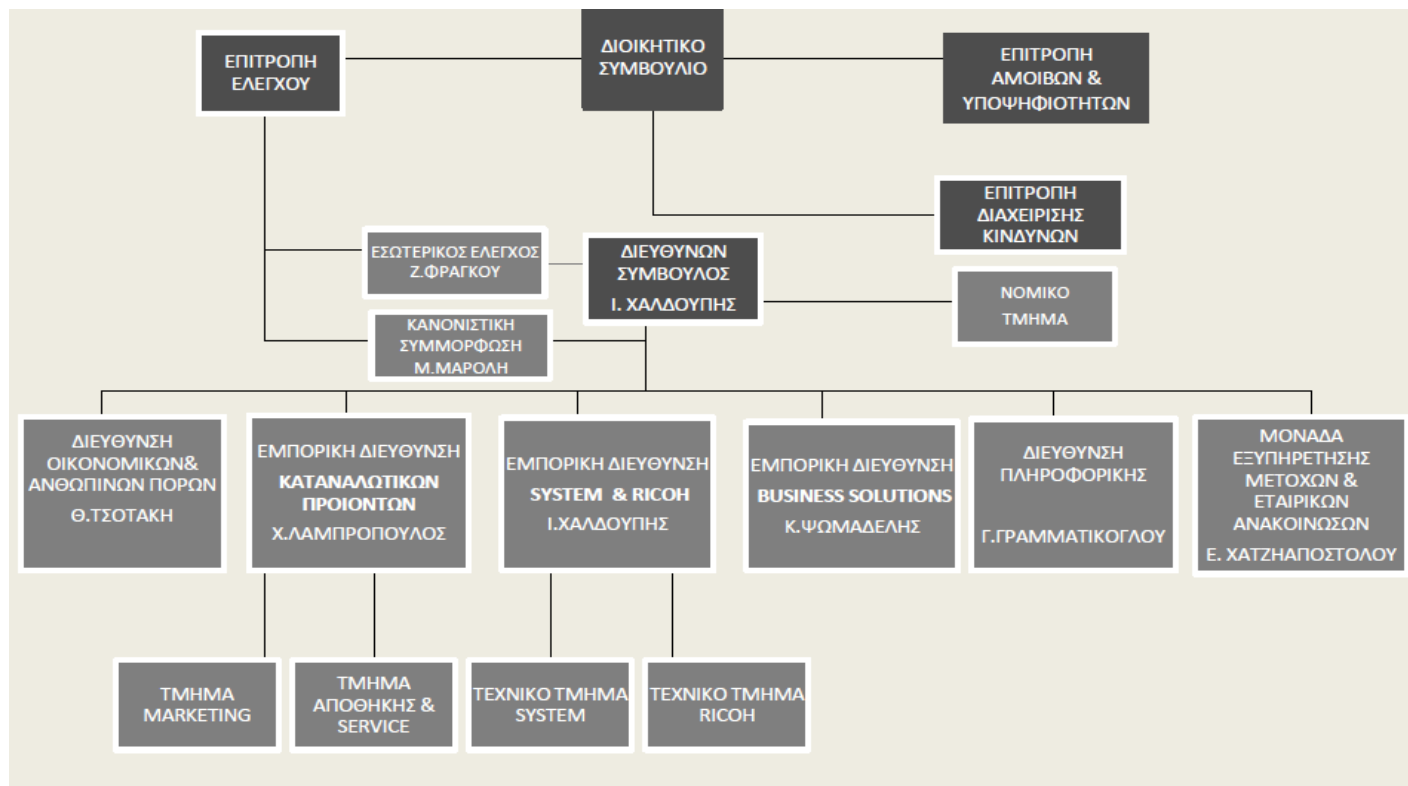 ΕΠΙΤΡΟΠΗ
ΕΛΕΓΧΟΥ
ΔΙΟΙΚΗΤΙΚΟ
ΣΥΜΒΟΥΛΙΟ
ΕΠΙΤΡΟΠΗ
ΑΜΟΙΒΩΝ &
ΥΠΟΨΗΦΙΟΤΗΤΩΝ
ΕΠΙΤΡΟΠΗ
ΔΙΑΧΕΙΡΙΣΗΣ
ΚΙΝΔΥΝΩΝ
ΕΣΩΤΕΡΙΚΟΣ ΕΛΕΓΧΟΣ
Ζ.ΦΡΑΓΚΟΥ
ΔΙΕΥΘΥΝΩΝ
ΣΥΜΒΟΥΛΟΣ
Ι. ΧΑΛΔΟΥΠΗΣ
ΝΟΜΙΚΟ
ΤΜΗΜΑ
ΚΑΝΟΝΙΣΤΙΚΗ
ΣΥΜΜΟΡΦΩΣΗ
Μ.ΜΑΡΟΛΗ
ΔΙΕΥΘΥΝΣΗ
ΟΙΚΟΝΟΜΙΚΩΝ&
ΑΝΘΩΠΙΝΩΝ ΠΟΡΩΝ
Θ.ΤΣΟΤΑΚΗ
ΕΜΠΟΡΙΚΗ ΔΙΕΥΘΥΝΣΗ
ΚΑΤΑΝΑΛΩΤΙΚΩΝ
ΠΡΟΙΟΝΤΩΝ
Χ.ΛΑΜΠΡΟΠΟΥΛΟΣ
ΕΜΠΟΡΙΚΗ ΔΙΕΥΘΥΝΣΗ
SYSTEM & RICOH
Ι.ΧΑΛΔΟΥΠΗΣ
ΕΜΠΟΡΙΚΗ ΔΙΕΥΘΥΝΣΗ
BUSINESS SOLUTIONS
Κ.ΨΩΜΑΔΕΛΗΣ
ΔΙΕΥΘΥΝΣΗ
ΠΛΗΡΟΦΟΡΙΚΗΣ
Γ.ΓΡΑΜΜΑΤΙΚΟΓΛΟΥ
ΜΟΝΑΔΑ
ΕΞΥΠΗΡΕΤΗΣΗΣ
ΜΕΤΟΧΩΝ &
ΕΤΑΙΡΙΚΩΝ
ΑΝΑΚΟΙΝΩΣΩΝ
Ε. ΧΑΤΖΗΑΠΟΣΤΟΛΟΥ
ΤΜΗΜΑ
MARKETING
ΤΜΗΜΑ
ΑΠΟΘΗΚΗΣ &
SERVICE
ΤΕΧΝΙΚΟ ΤΜΗΜΑ
SYSTEM
ΤΕΧΝΙΚΟ ΤΜΗΜΑ
RICOH